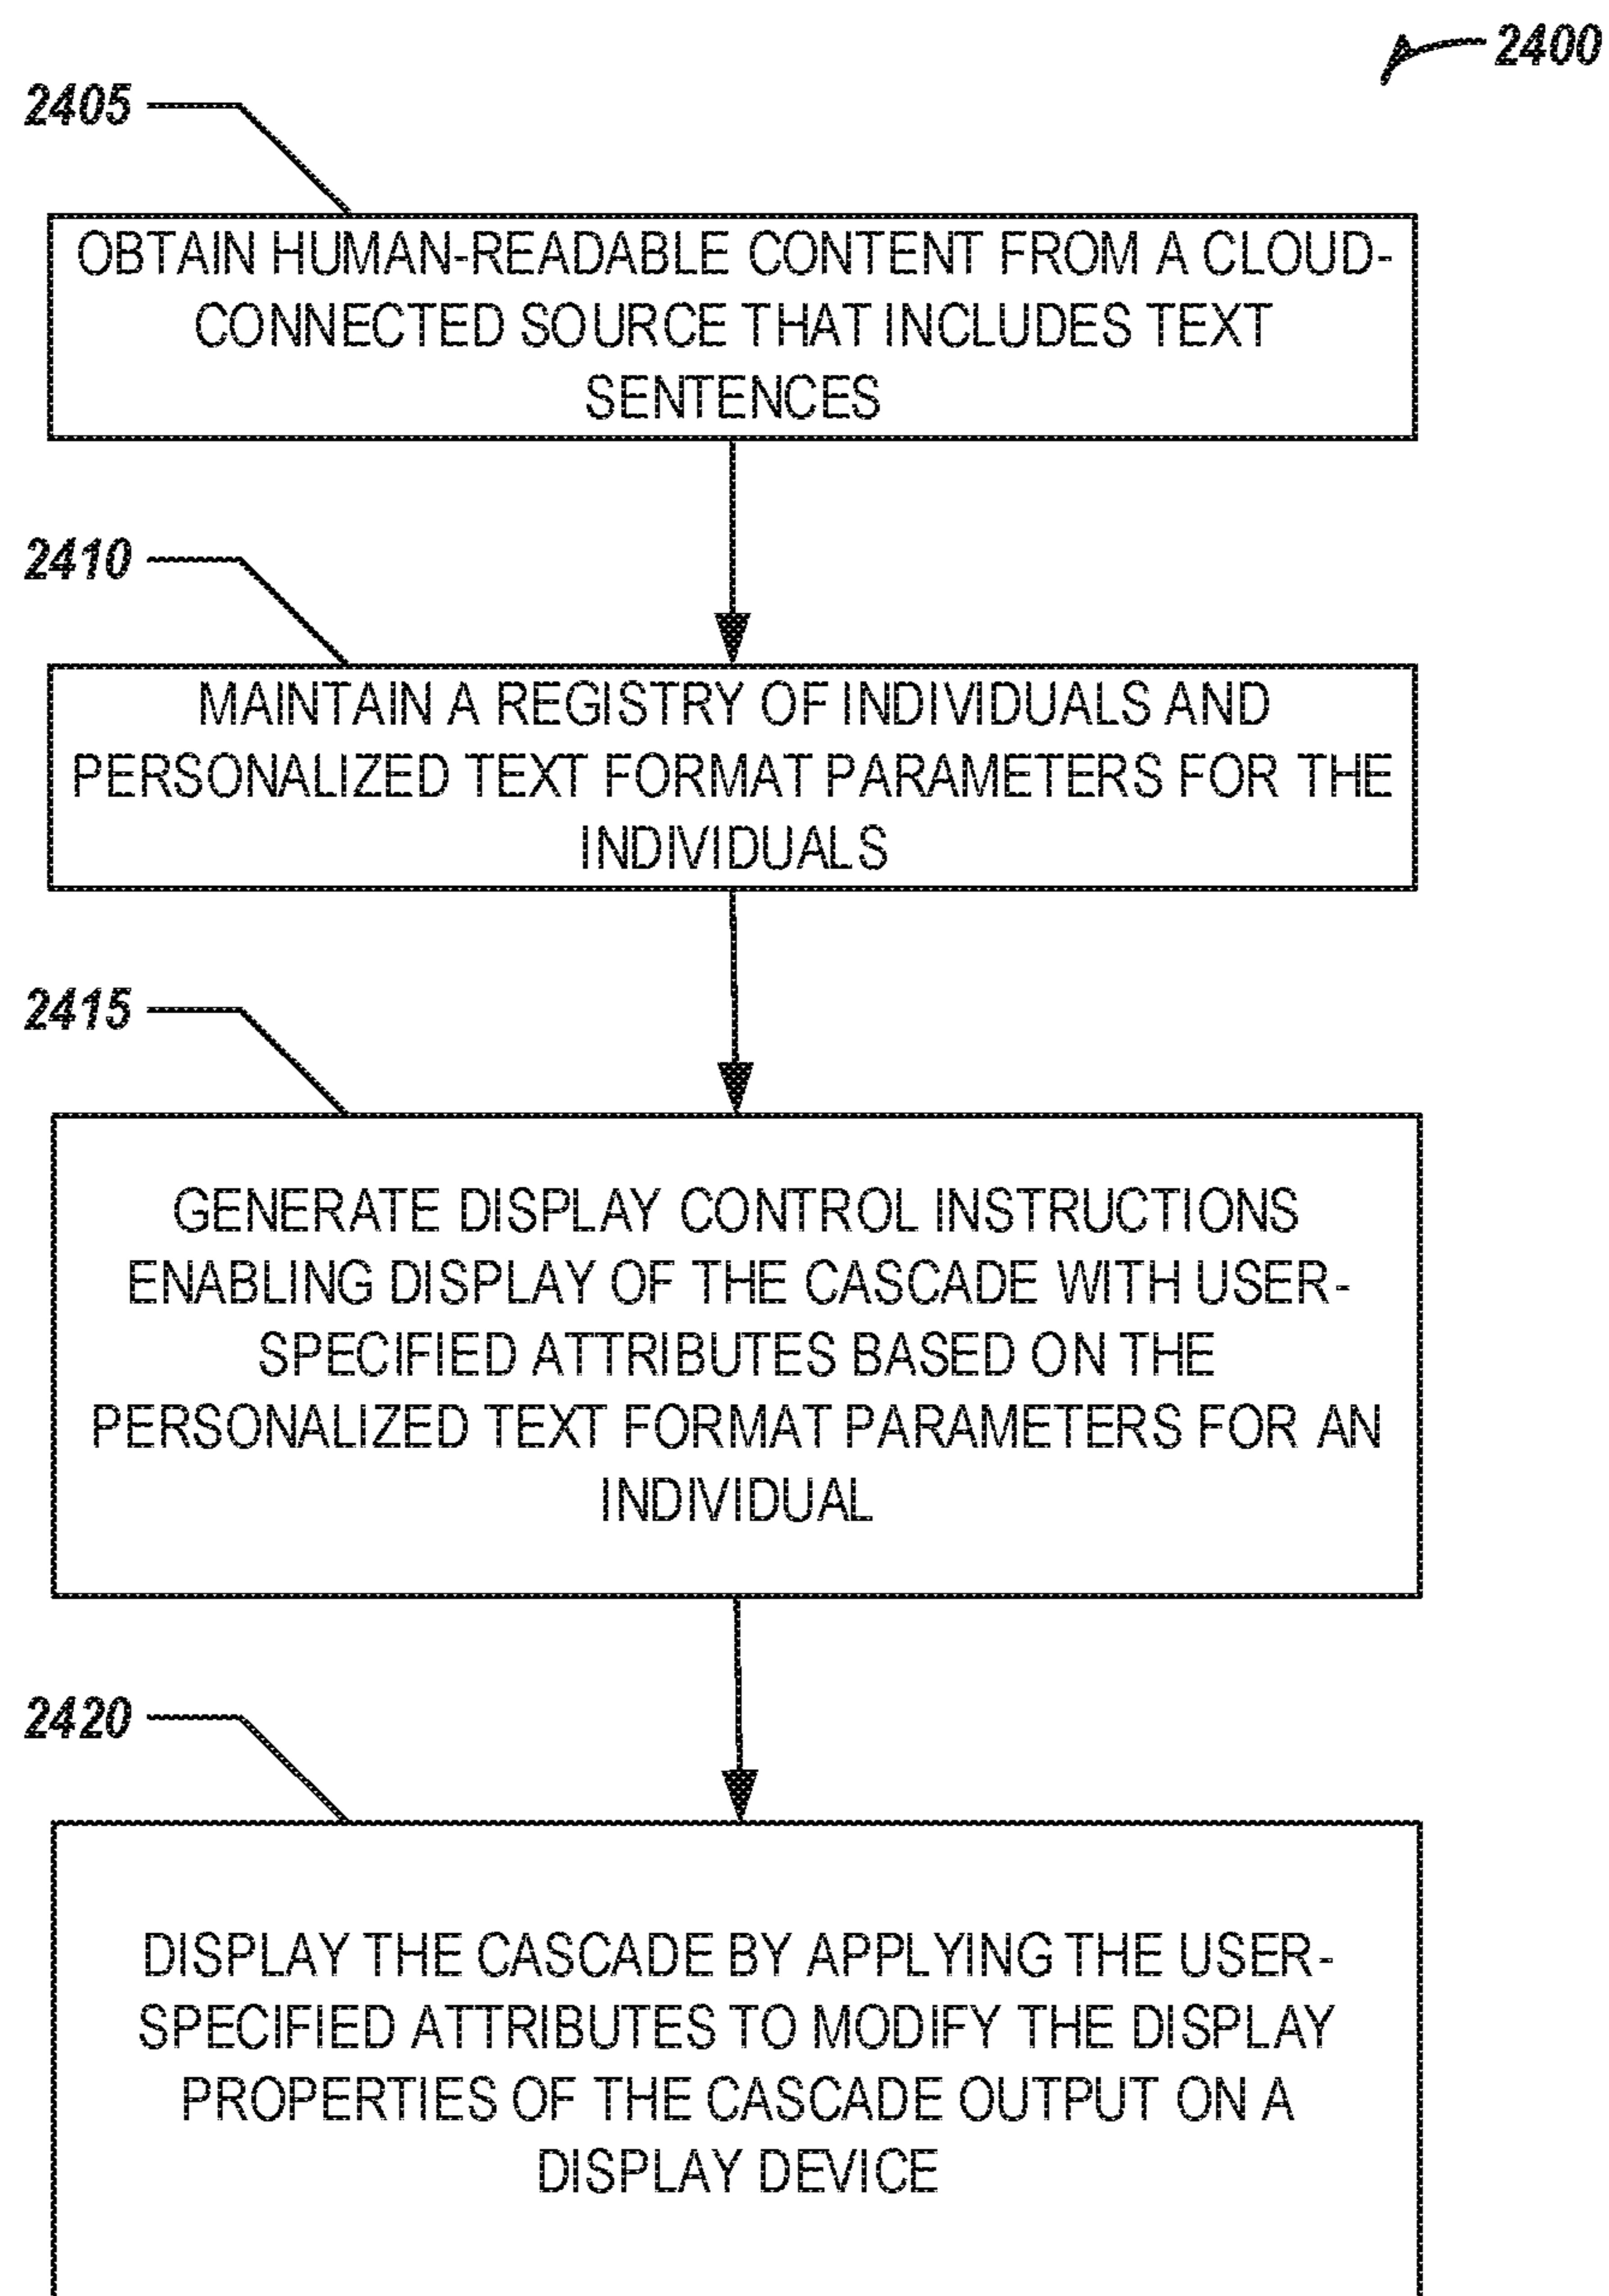 2400
2405
OBTAIN HUMAN-READABLE CONTENT FROM A CLOUD-
CONNECTED SOURCE THAT INCLUDES TEXT
SENTENCES
2410
MAINTAIN A REGISTRY OF INDIVIDUALS AND
PERSONALIZED TEXT FORMAT PARAMETERS FOR THE
INDIVIDUALS
2415
GENERATE DISPLAY CONTROL INSTRUCTIONS
ENABLING DISPLAY OF THE CASCADE WITH USER-
SPECIFIED ATTRIBUTES BASED ON THE
PERSONALIZED TEXT FORMAT PARAMETERS FOR AN
INDIVIDUAL
2420
DISPLAY THE CASCADE BY APPLYING THE USER-
SPECIFIED ATTRIBUTES TO MODIFY THE DISPLAY
PROPERTIES OF THE CASCADE OUTPUT ON A
DISPLAY DEVICE